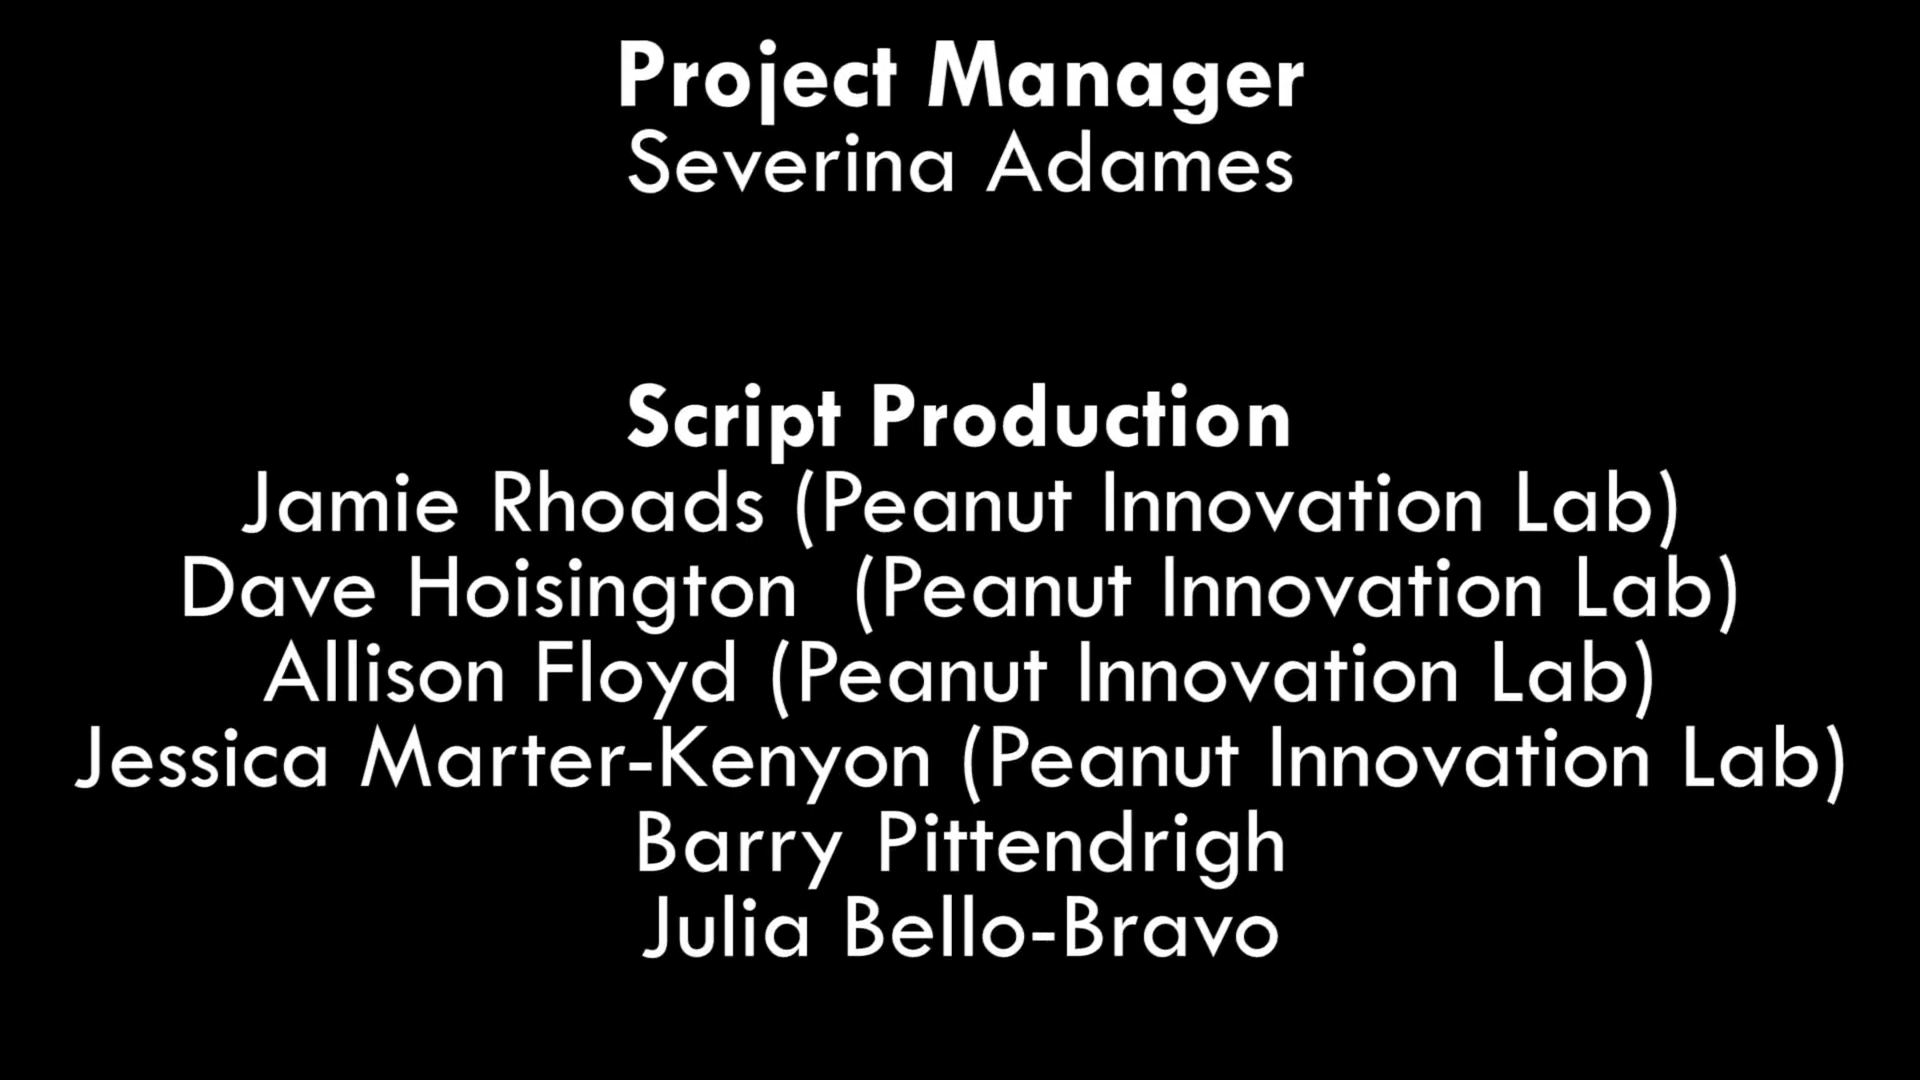 Project Manager
Severina Adames
Script Production
Jamie Rhoads (Peanut Innovation Lab)
Dave Hoisington  (Peanut Innovation Lab)
Allison Floyd (Peanut Innovation Lab)
Jessica Marter-Kenyon (Peanut Innovation Lab)
Barry Pittendrigh
Julia Bello-Bravo